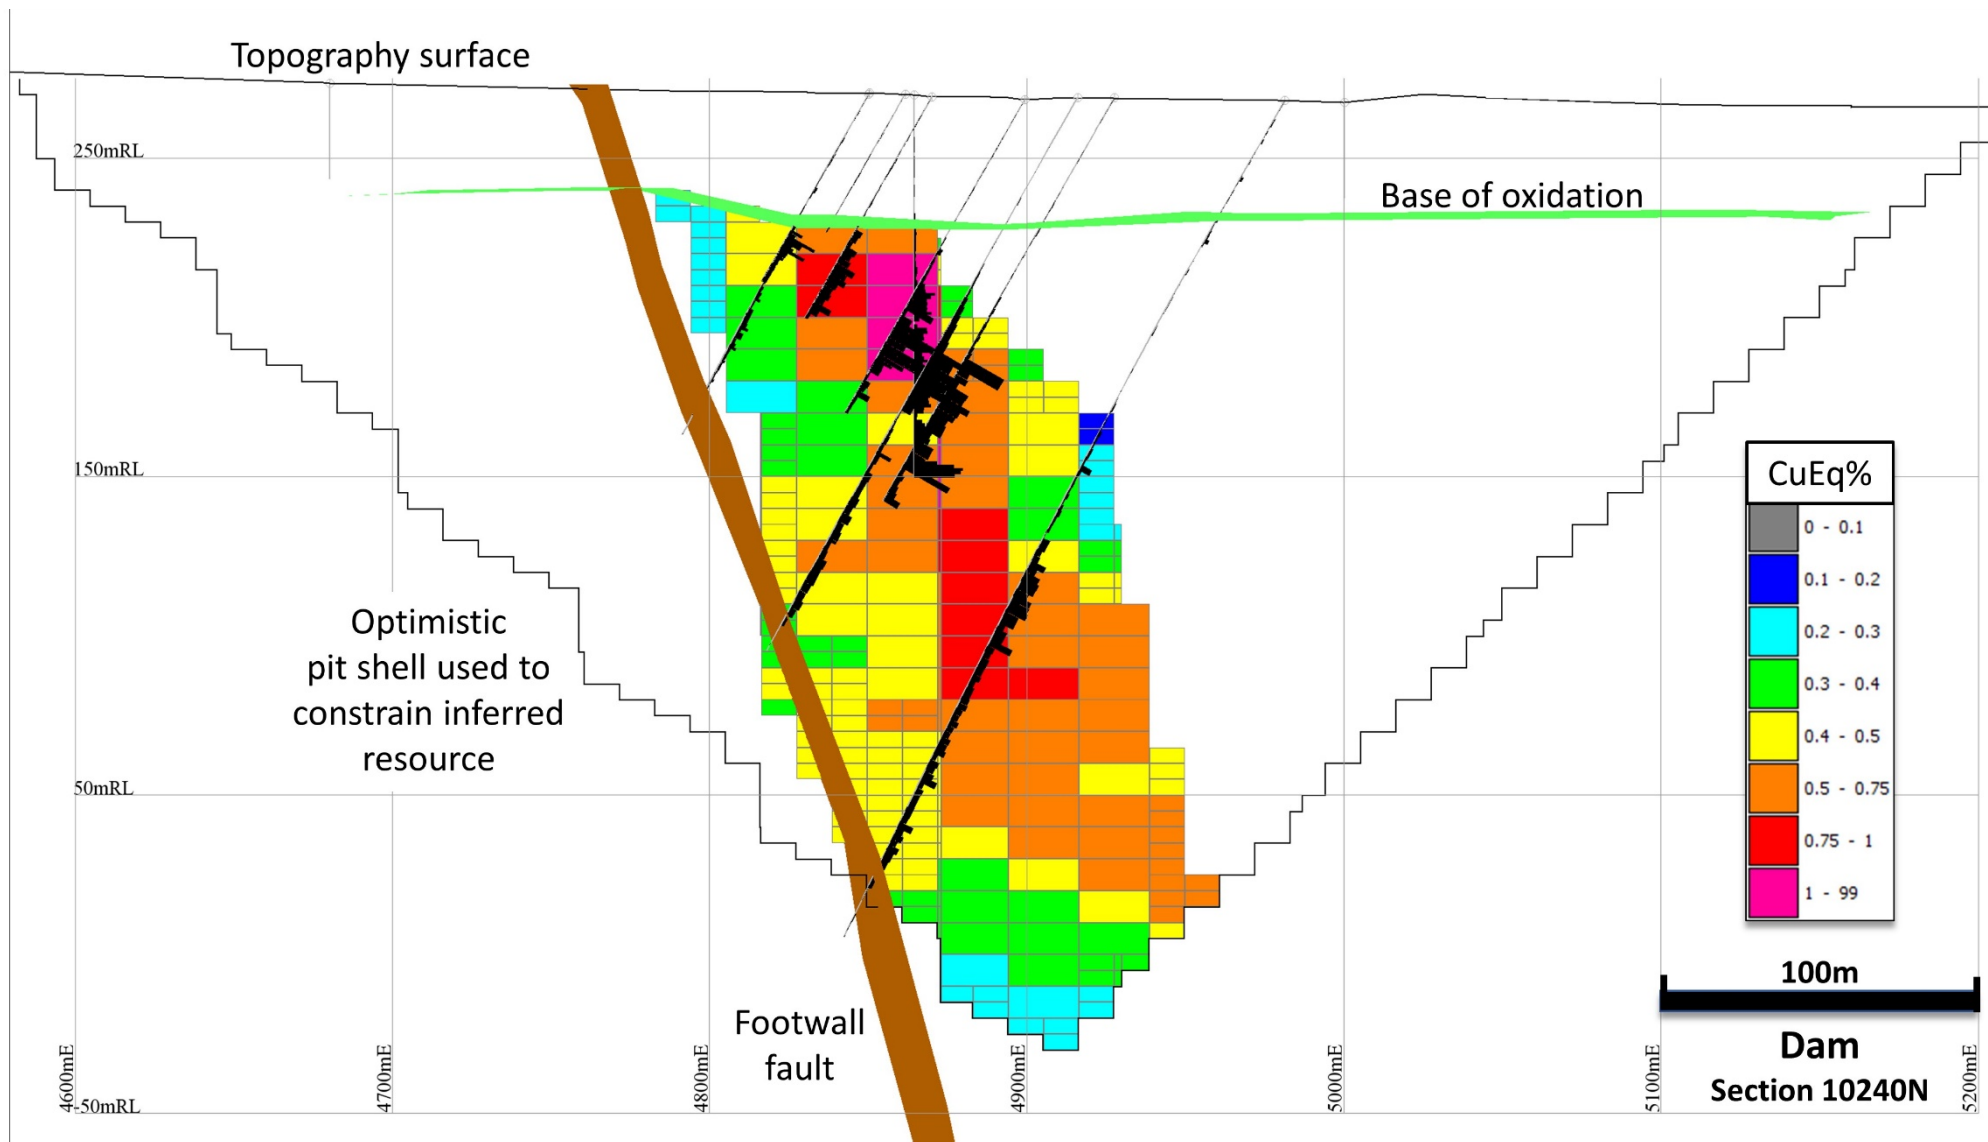 Topography surface
250mRL
Base of oxidation
150mRL
CuEq%
0 - 0.1
0.1 - 0.2
0.2 - 0.3
0.3 - 0.4
0.4 - 0.5
0.5 - 0.75
0.75 - 1
1 - 99
Optimistic
pit shell used to
constrain inferred
resource
50mRL
100m
Footwall
fault
Dam
Section 10240N
-50mRL
4600mE
4700mE
4800mE
4900mE
5000mE
5100mE
5200mE